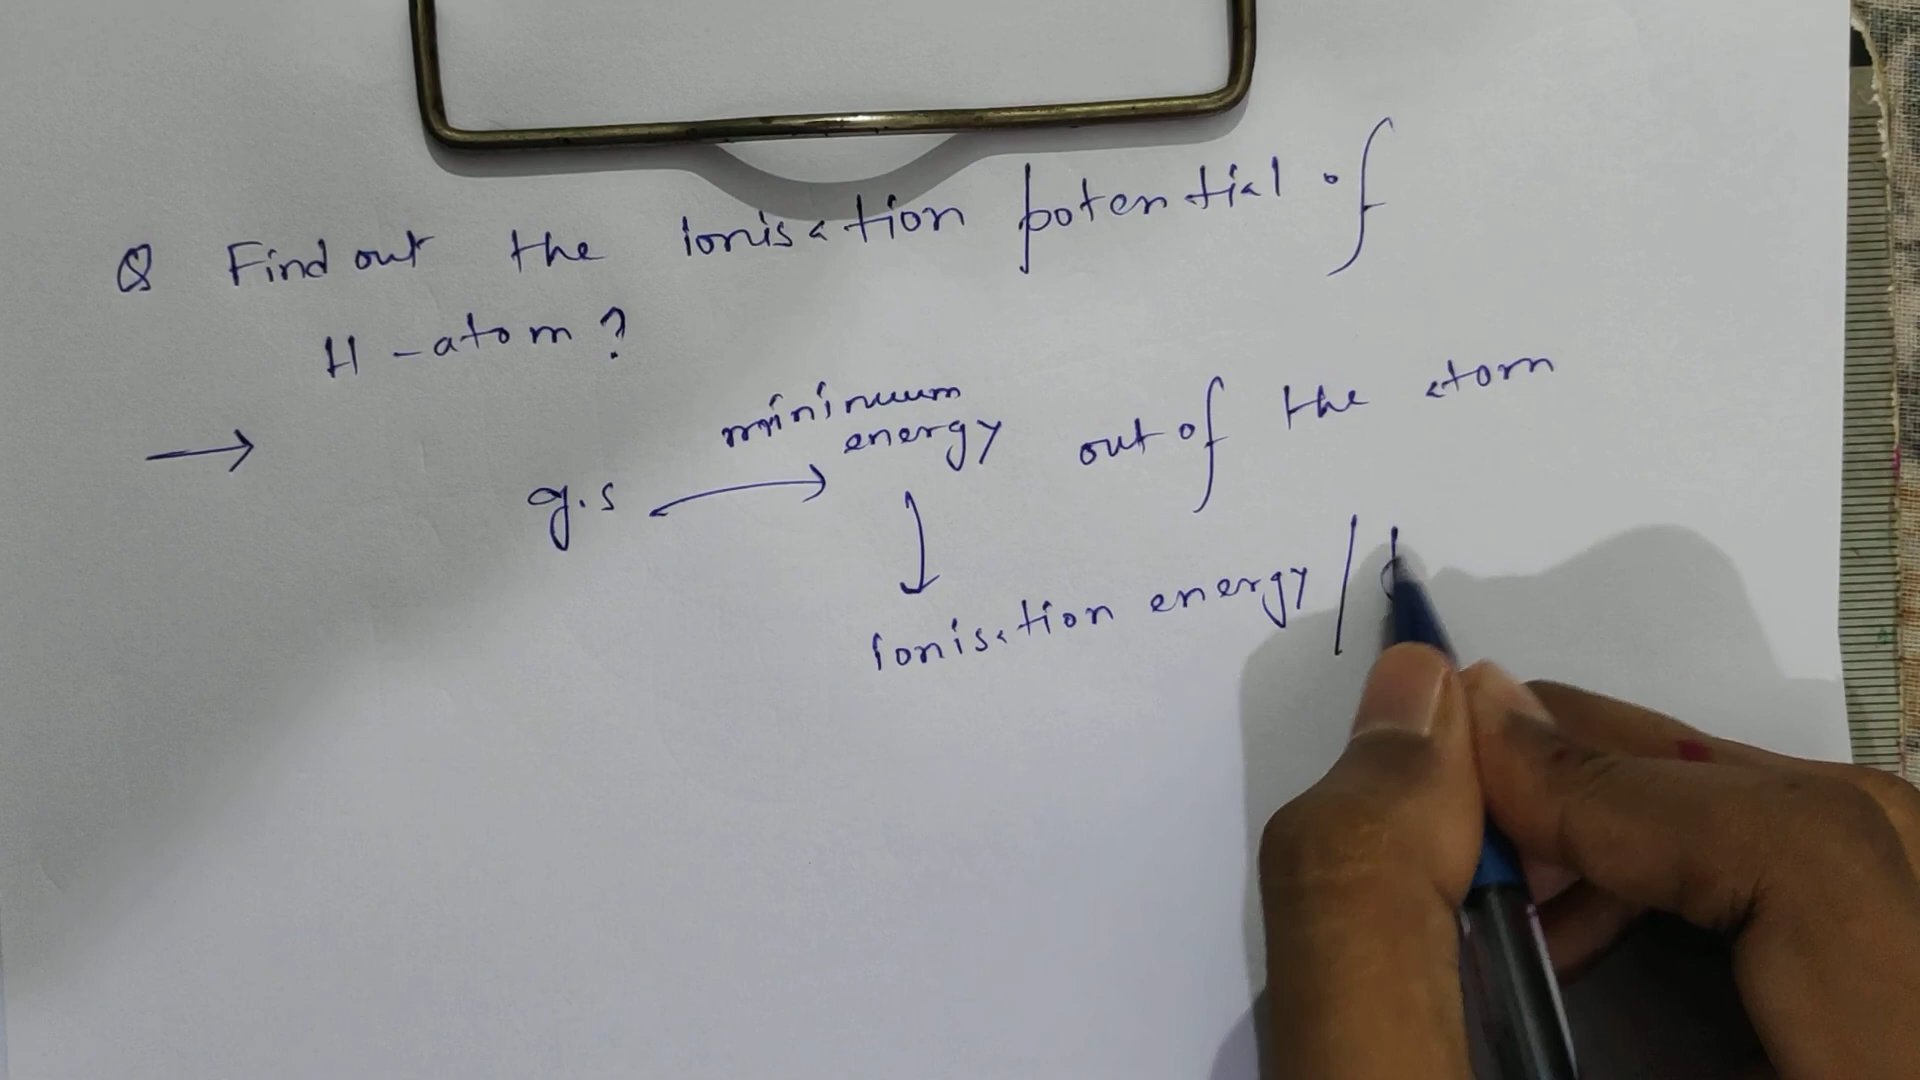 Q Find out the ionisation potential of
H-atom?
→ minimum
g.s → energy out of the atom
↓
ionisation energy /